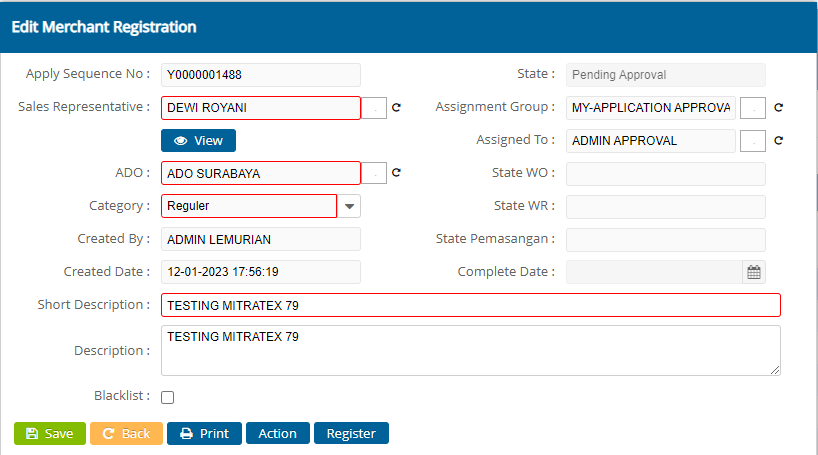 Edit Merchant Registration
Apply Sequence No : Y0000001488 State : Pending Approval
Sales Representative : DEWI ROYANI Assignment Group : MY-APPLICATION APPROVA
View Assigned To : ADMIN APPROVAL
ADO : ADO SURABAYA State WO :
Category : Reguler State WR :
Created By : ADMIN LEMURIAN State Pemasangan :
Created Date : 12-01-2023 17:56:19 Complete Date :
Short Description : TESTING MITRATEX 79
Description : TESTING MITRATEX 79
Blacklist :
Save Back Print Action Register